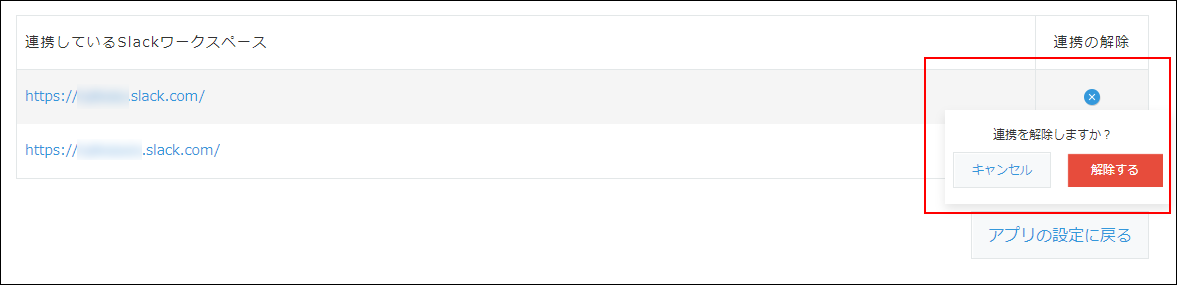 連携しているSlackワークスペース 連携の解除
https:// .slack.com/
連携を解除しますか？
https:// .slack.com/
キャンセル 解除する
アプリの設定に戻る